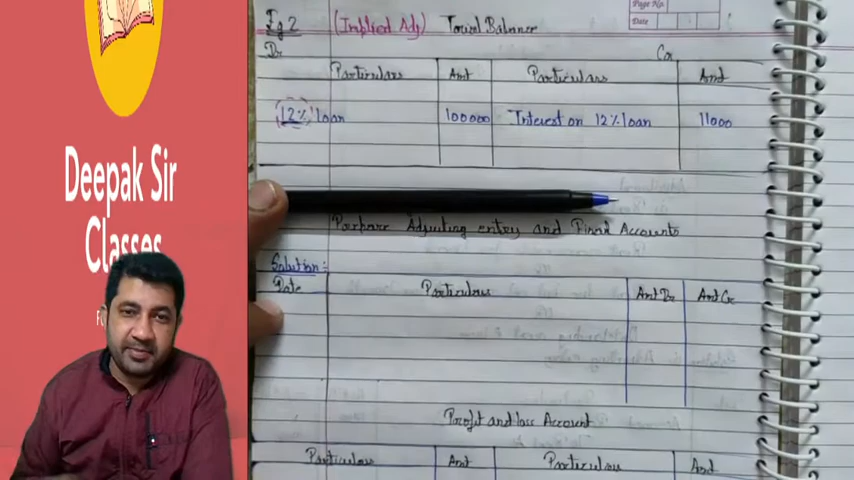 Page No.
Date
Eg 2 (Implied Adj) Trial Balance
Dr Cr
Particulars Amt Particulars Amt
12% loan 100000 Interest on 12% loan 11000
Prepare Adjusting entry and Final Accounts
Solution:
Date Particulars Amt Dr Amt Cr
Profit and loss Account
Particulars Amt Particulars Amt
Deepak Sir
Classes